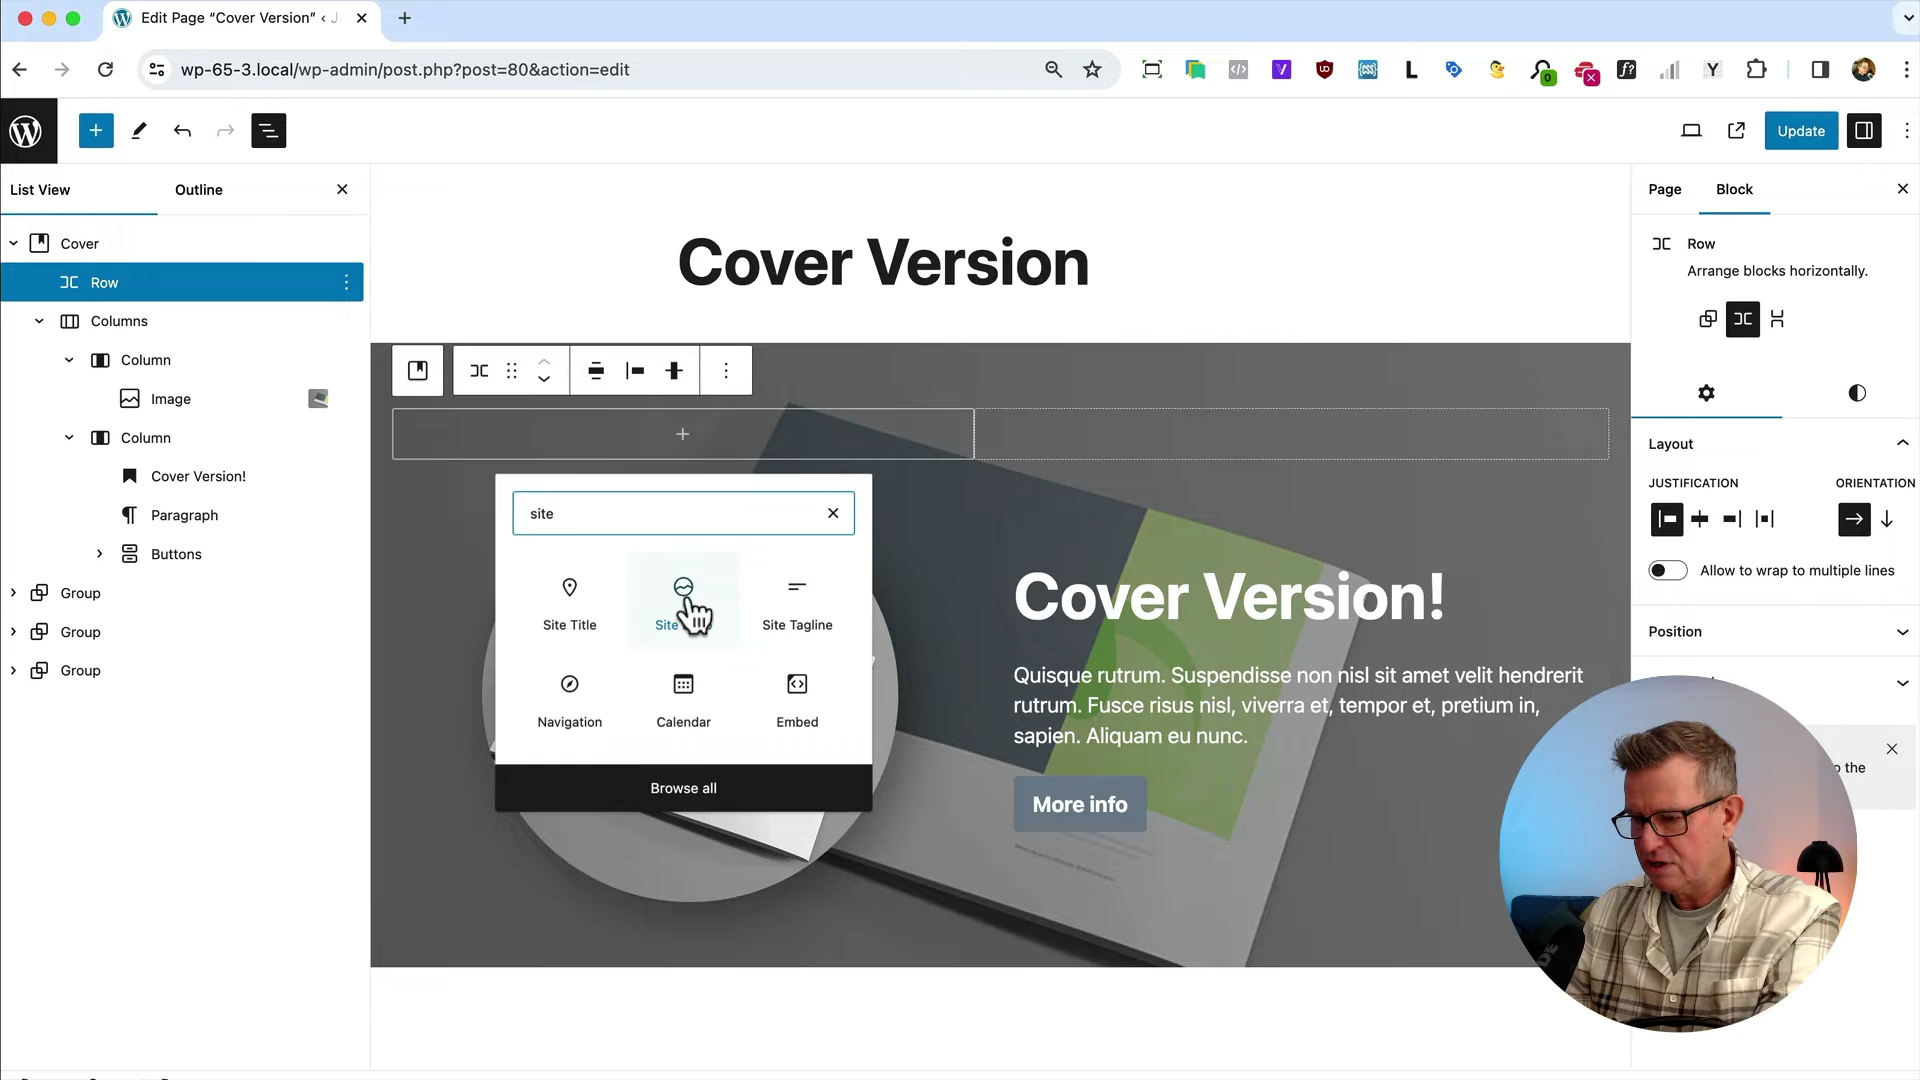 Edit Page “Cover Version” ‹
wp-65-3.local/wp-admin/post.php?post=80&action=edit
Update
List View
Outline
Page
Block
Cover
Row
Columns
Column
Image
Column
Cover Version!
Paragraph
Buttons
Group
Group
Group
Cover Version
site
Site Title
Site
Site Tagline
Navigation
Calendar
Embed
Browse all
Cover Version!
Quisque rutrum. Suspendisse non nisl sit amet velit hendrerit
rutrum. Fusce risus nisl, viverra et, tempor et, pretium in,
sapien. Aliquam eu nunc.
More info
Row
Arrange blocks horizontally.
Layout
JUSTIFICATION
ORIENTATION
Allow to wrap to multiple lines
Position
the